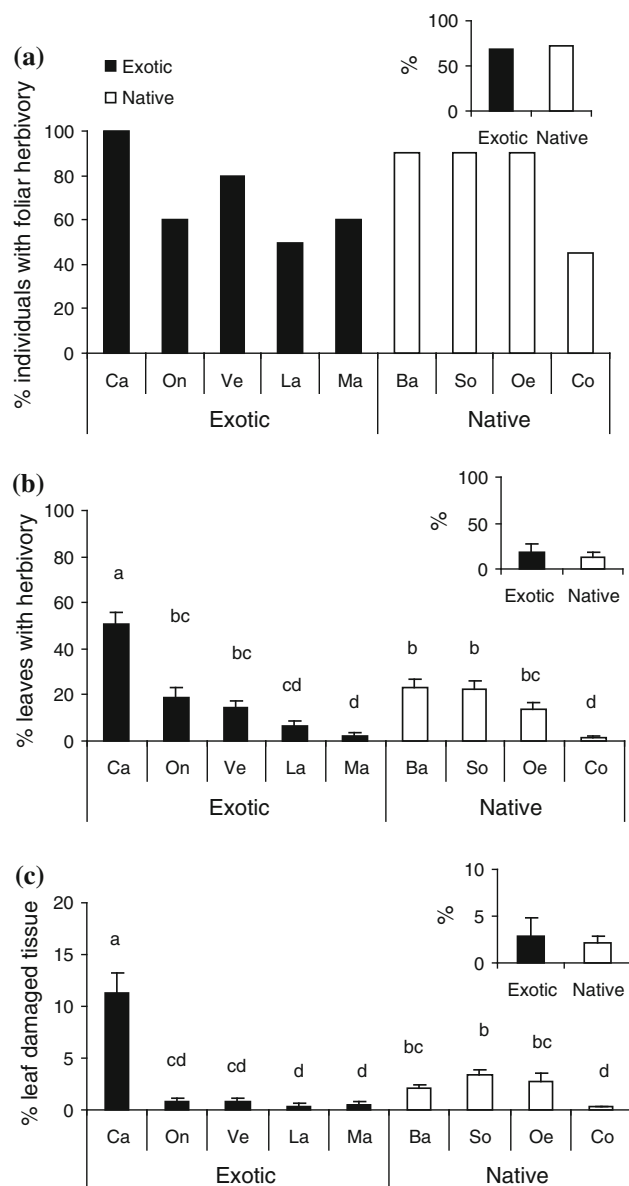 (a)
Exotic
Native
%
100
50
0
Exotic Native
% individuals with foliar herbivory
100
80
60
40
20
0
Ca On Ve La Ma Ba So Oe Co
Exotic Native
(b)
%
100
50
0
Exotic Native
% leaves with herbivory
100
80
60
40
20
0
a bc bc cd d b b bc d
Ca On Ve La Ma Ba So Oe Co
Exotic Native
(c)
%
10
5
0
Exotic Native
% leaf damaged tissue
20
15
10
5
0
a cd cd d d bc b bc d
Ca On Ve La Ma Ba So Oe Co
Exotic Native